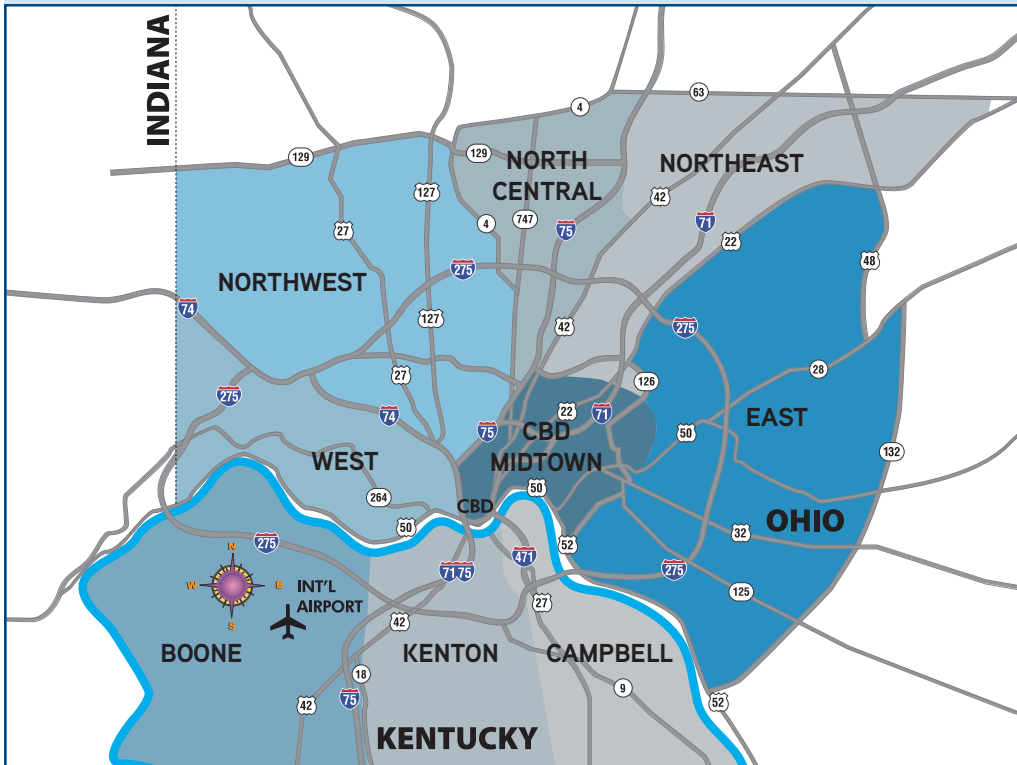 INDIANA
63
4
129
129
NORTH
CENTRAL
NORTHEAST
127
42
27
4
747
75
71
22
48
275
NORTHWEST
74
127
42
275
28
27
126
275
74
22
71
EAST
75
CBD
MIDTOWN
50
132
WEST
264
CBD
50
OHIO
50
32
52
275
N
471
71 75
275
W
E
INT'L
AIRPORT
125
27
S
42
BOONE
KENTON
CAMPBELL
18
9
75
42
52
KENTUCKY